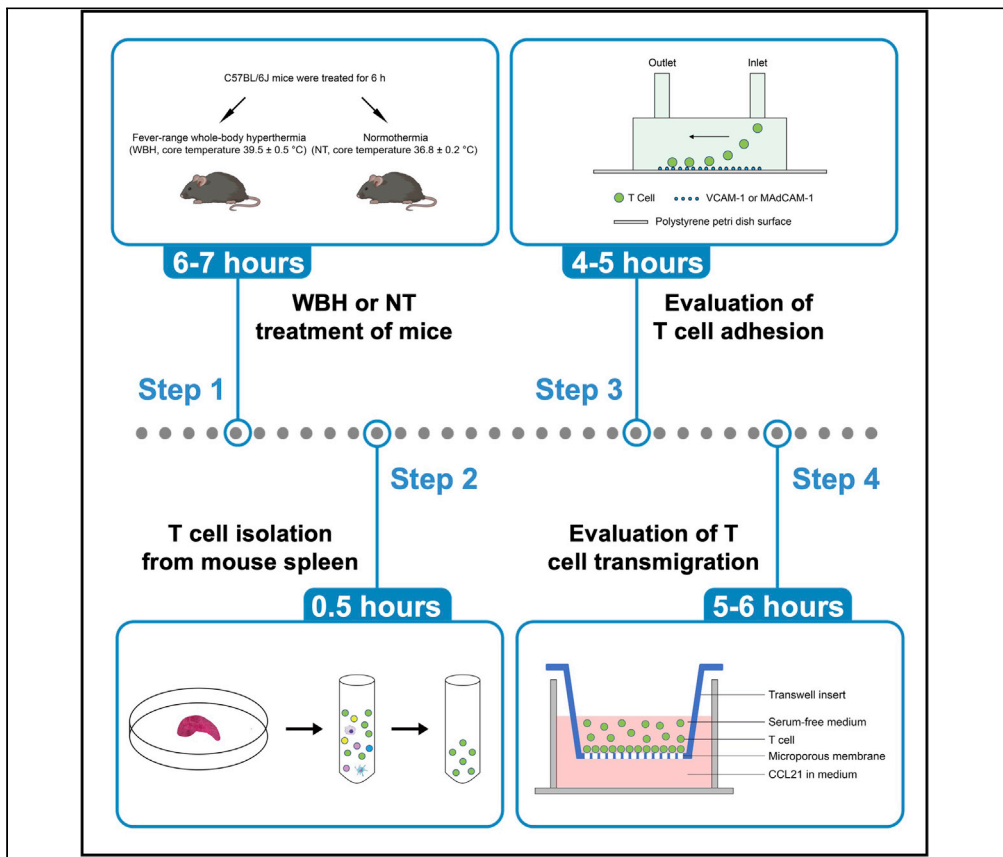 C57BL/6J mice were treated for 6 h
Fever-range whole-body hyperthermia
(WBH, core temperature 39.5 ± 0.5 °C)
Normothermia
(NT, core temperature 36.8 ± 0.2 °C)
6-7 hours
WBH or NT
treatment of mice
Step 1
Step 2
T cell isolation
from mouse spleen
0.5 hours
Outlet
Inlet
T Cell
VCAM-1 or MAdCAM-1
Polystyrene petri dish surface
4-5 hours
Evaluation of
T cell adhesion
Step 3
Step 4
Evaluation of T
cell transmigration
5-6 hours
Transwell insert
Serum-free medium
T cell
Microporous membrane
CCL21 in medium